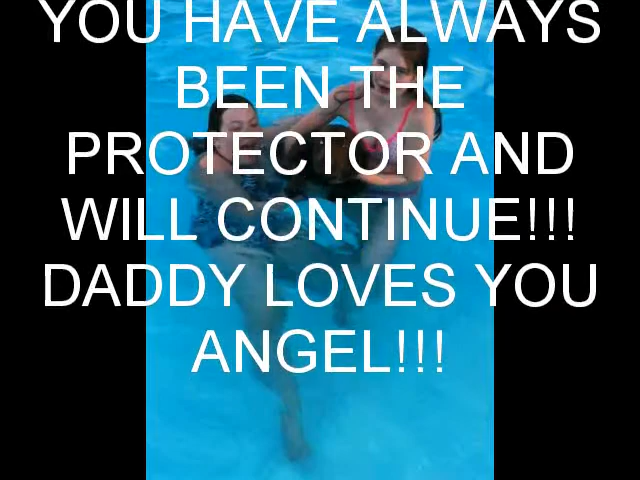 YOU HAVE ALWAYS
BEEN THE
PROTECTOR AND
WILL CONTINUE!!!
DADDY LOVES YOU
ANGEL!!!